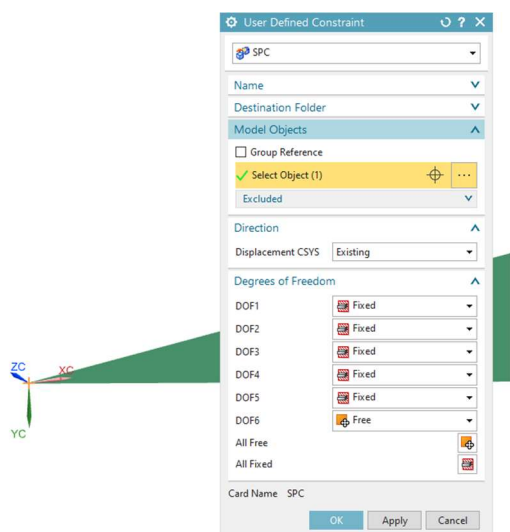 User Defined Constraint
SPC
Name
Destination Folder
Model Objects
Group Reference
Select Object (1)
Excluded
Direction
Displacement CSYS Existing
Degrees of Freedom
DOF1 Fixed
DOF2 Fixed
DOF3 Fixed
DOF4 Fixed
DOF5 Fixed
DOF6 Free
All Free
All Fixed
Card Name SPC
OK Apply Cancel
ZC XC
YC